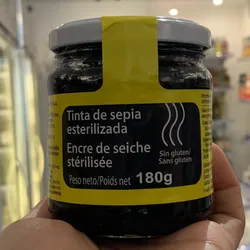 Tinta de sepia
esterilizada
Encre de seiche
stérilisée
Sin gluten/
Sans gluten
Peso neto/Poids net 180g